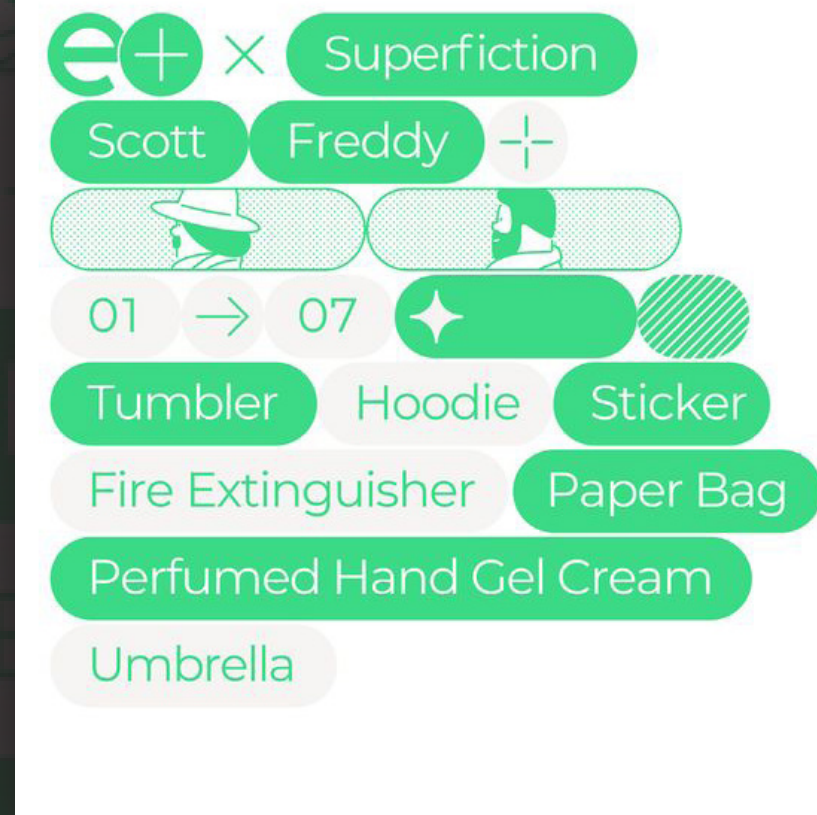 e+ × Superfiction
Scott Freddy +
01 → 07
Tumbler Hoodie Sticker
Fire Extinguisher Paper Bag
Perfumed Hand Gel Cream
Umbrella